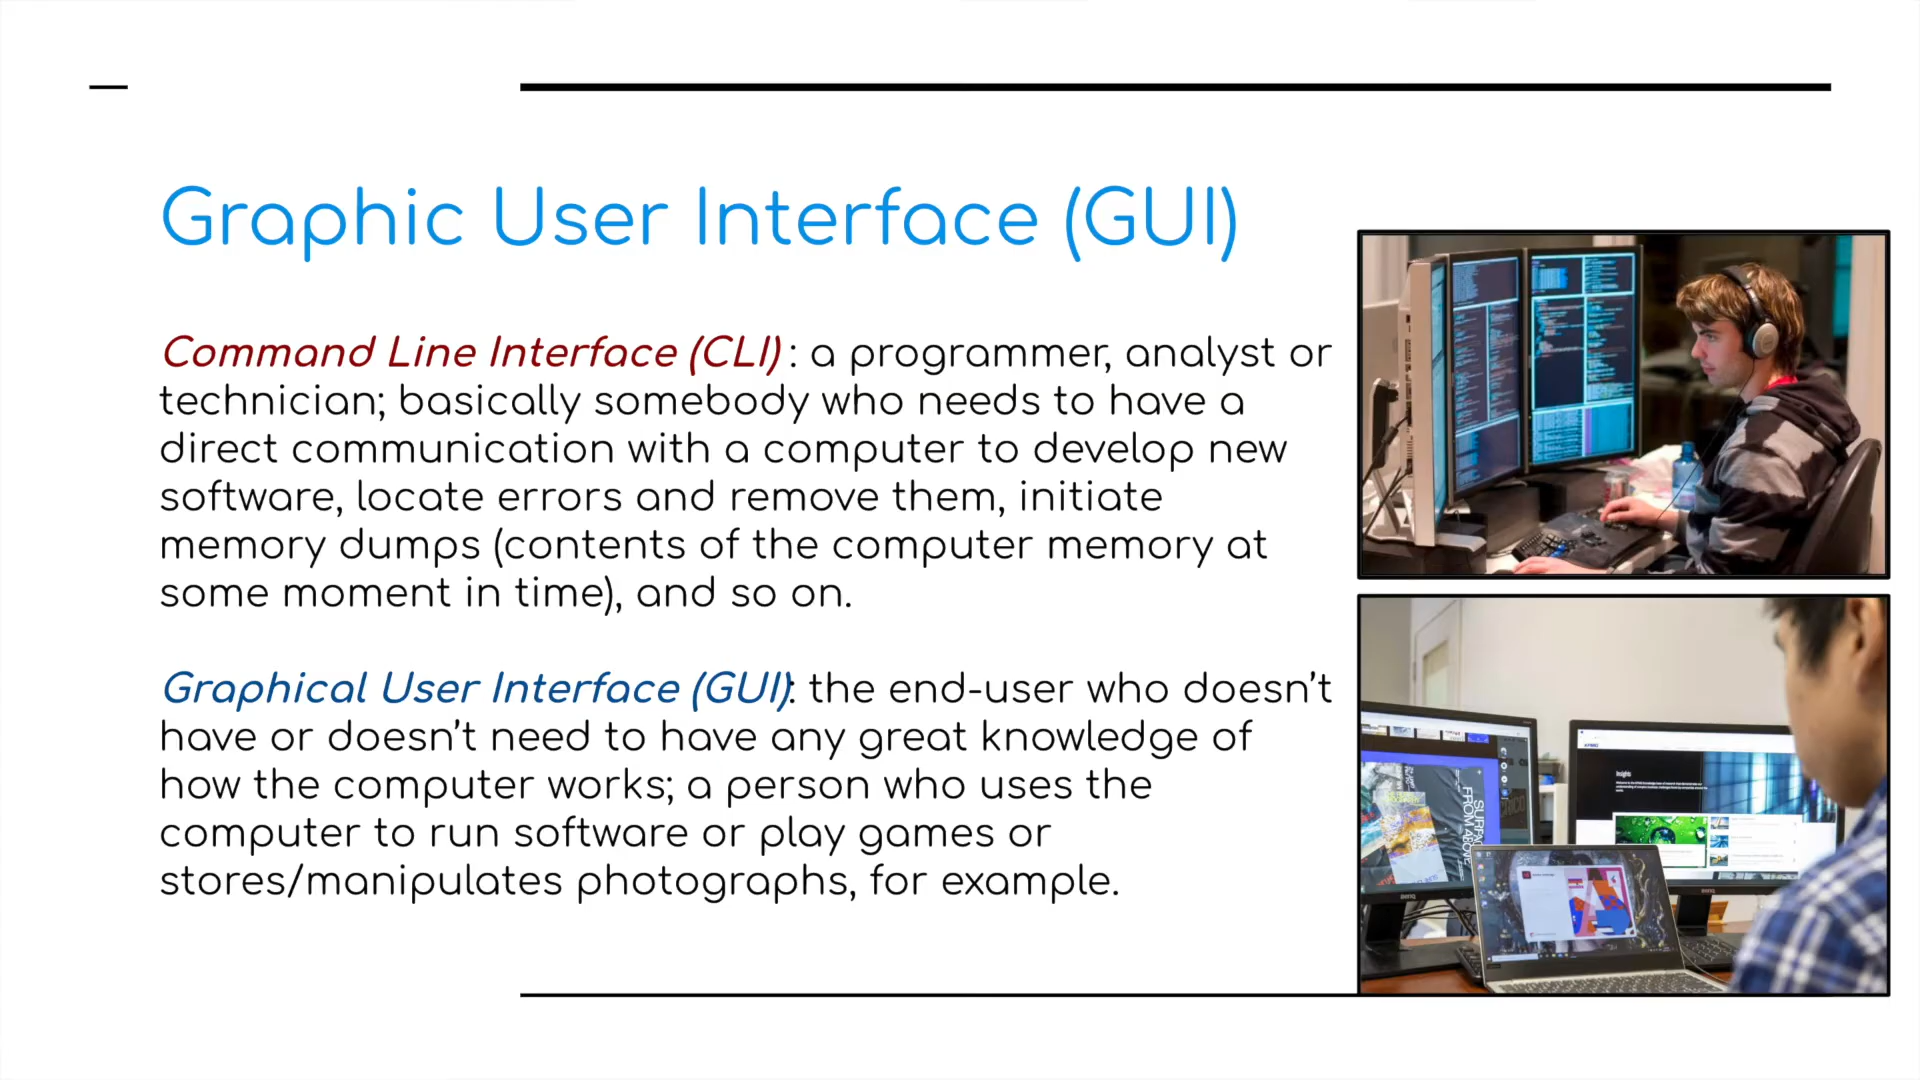 Graphic User Interface (GUI)
Command Line Interface (CLI) : a programmer, analyst or
technician; basically somebody who needs to have a
direct communication with a computer to develop new
software, locate errors and remove them, initiate
memory dumps (contents of the computer memory at
some moment in time), and so on.
Graphical User Interface (GUI): the end-user who doesn’t
have or doesn’t need to have any great knowledge of
how the computer works; a person who uses the
computer to run software or play games or
stores/manipulates photographs, for example.
Insights
SURFACE
FROM ABOVE